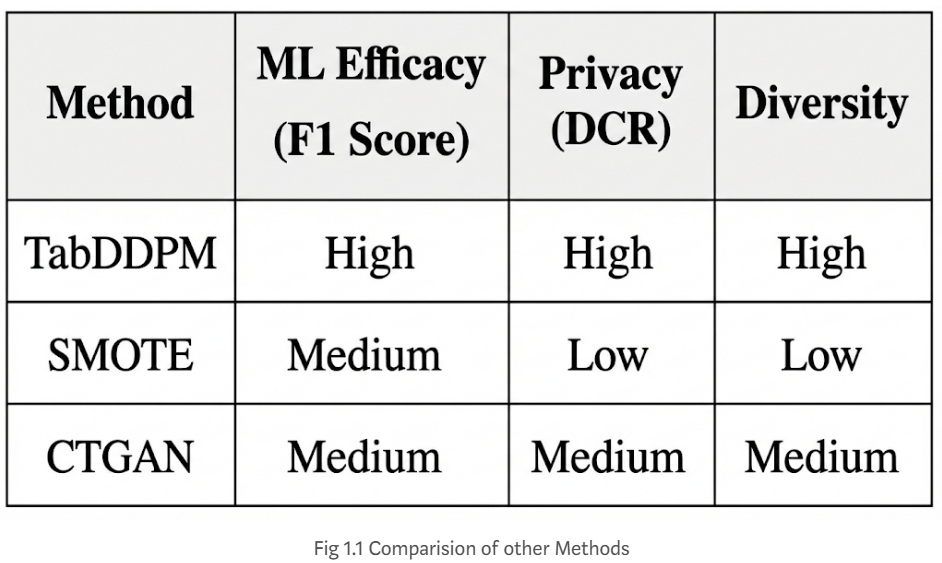 Method ML Efficacy (F1 Score) Privacy (DCR) Diversity
TabDDPM High High High
SMOTE Medium Low Low
CTGAN Medium Medium Medium
Fig 1.1 Comparision of other Methods